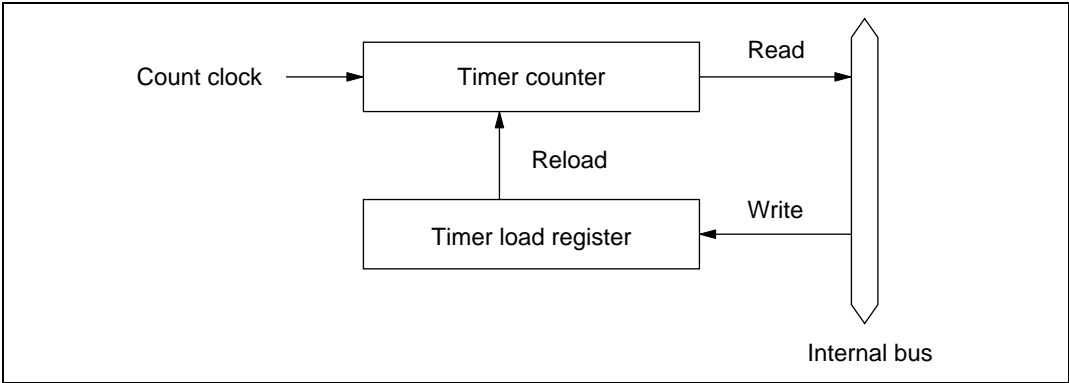 Count clock
Timer counter
Read
Reload
Timer load register
Write
Internal bus